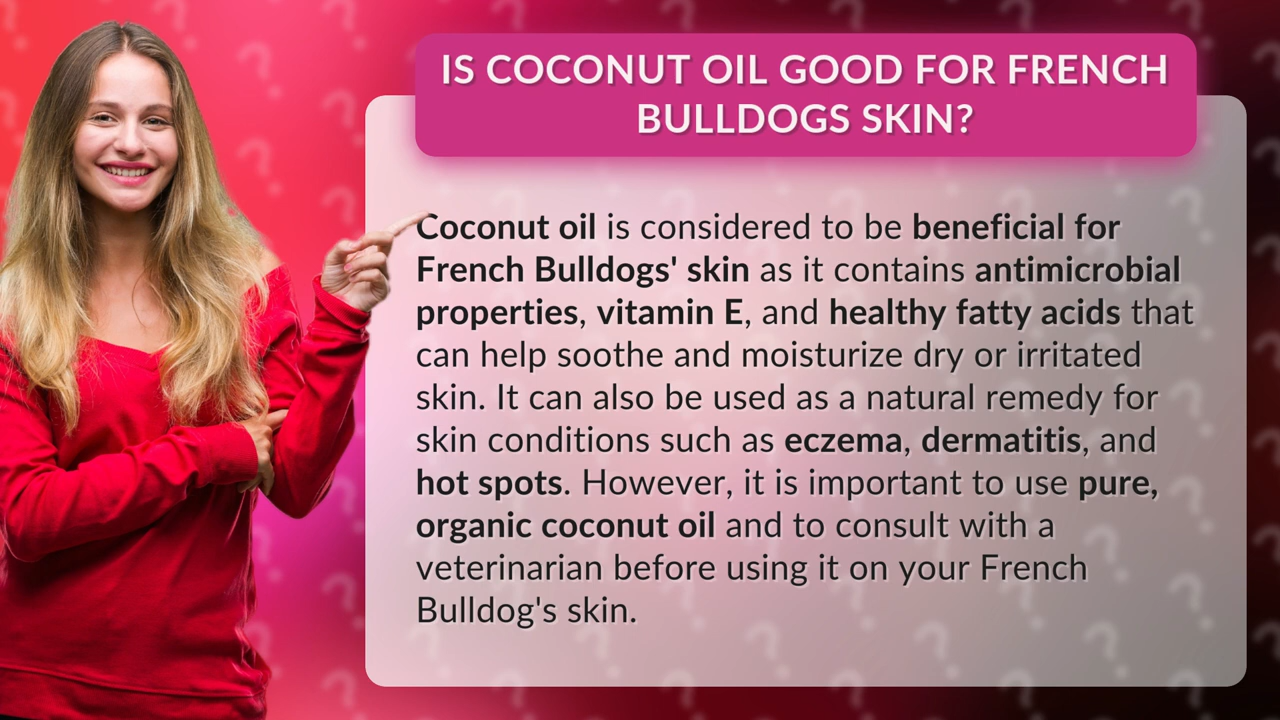 IS COCONUT OIL GOOD FOR FRENCH
BULLDOGS SKIN?
Coconut oil is considered to be beneficial for
French Bulldogs' skin as it contains antimicrobial
properties, vitamin E, and healthy fatty acids that
can help soothe and moisturize dry or irritated
skin. It can also be used as a natural remedy for
skin conditions such as eczema, dermatitis, and
hot spots. However, it is important to use pure,
organic coconut oil and to consult with a
veterinarian before using it on your French
Bulldog's skin.